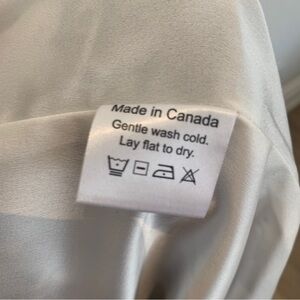 Made in Canada
Gentle wash cold.
Lay flat to dry.